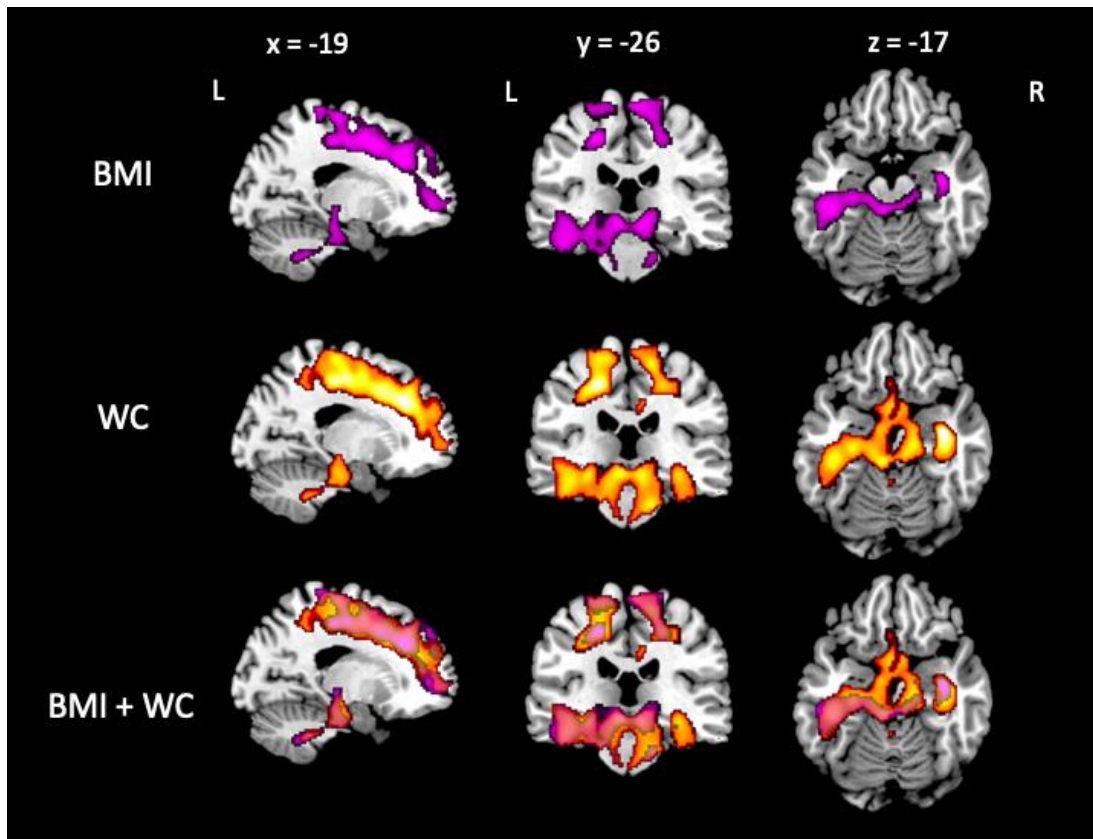 x = -19
y = -26
z = -17
L
L
R
BMI
WC
BMI + WC